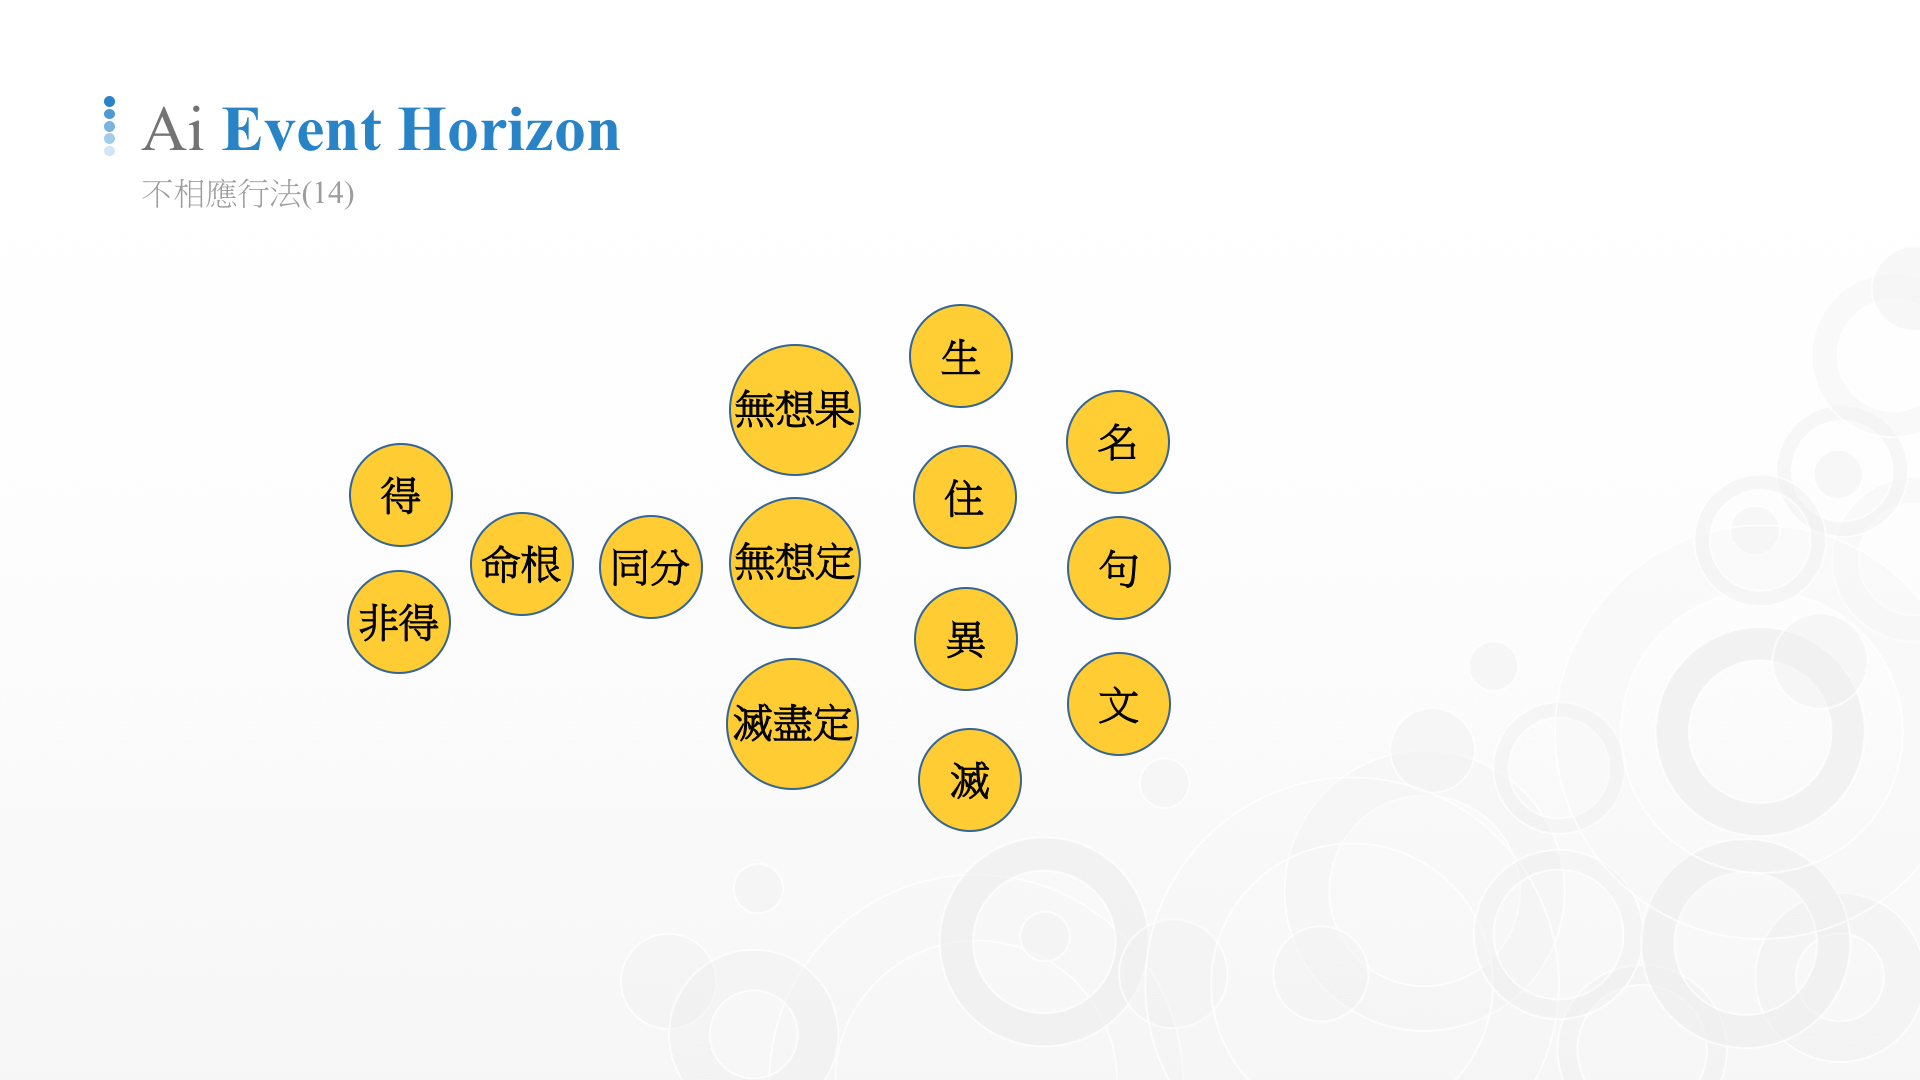 Ai Event Horizon
不相應行法(14)
得
非得
命根
同分
無想果
無想定
滅盡定
生
住
異
滅
名
句
文